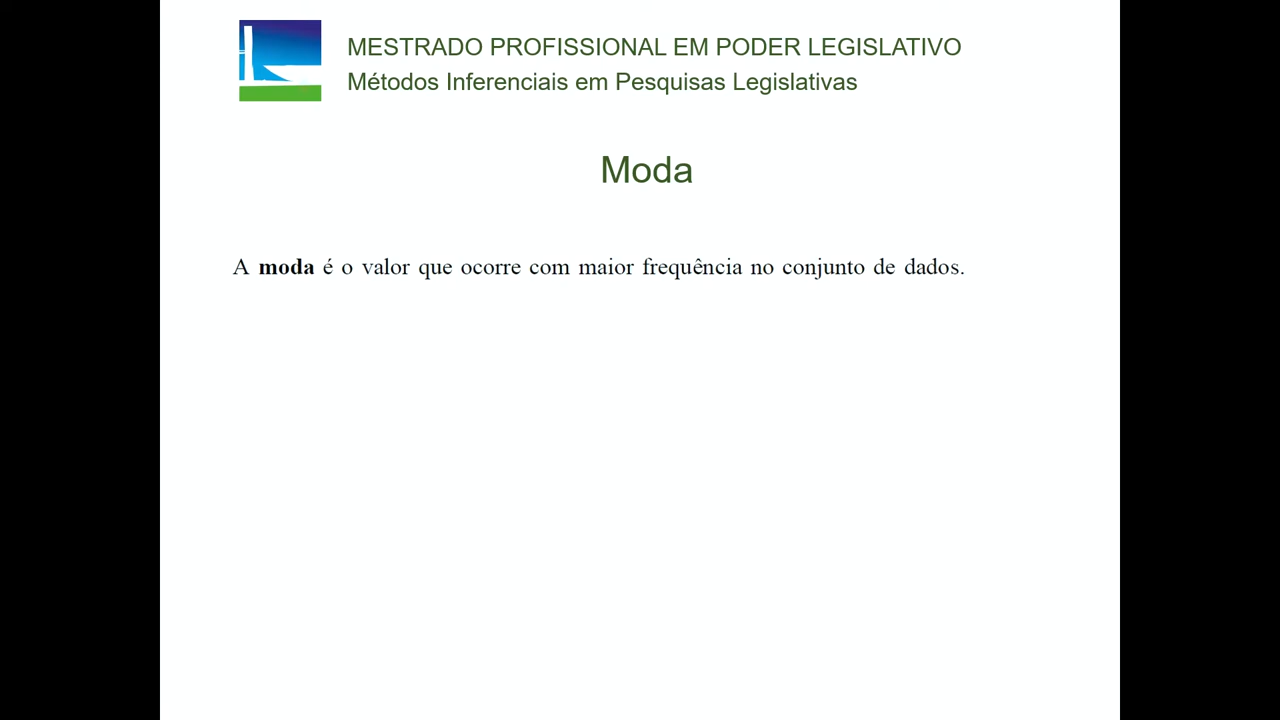 MESTRADO PROFISSIONAL EM PODER LEGISLATIVO
Métodos Inferenciais em Pesquisas Legislativas
Moda
A moda é o valor que ocorre com maior frequência no conjunto de dados.